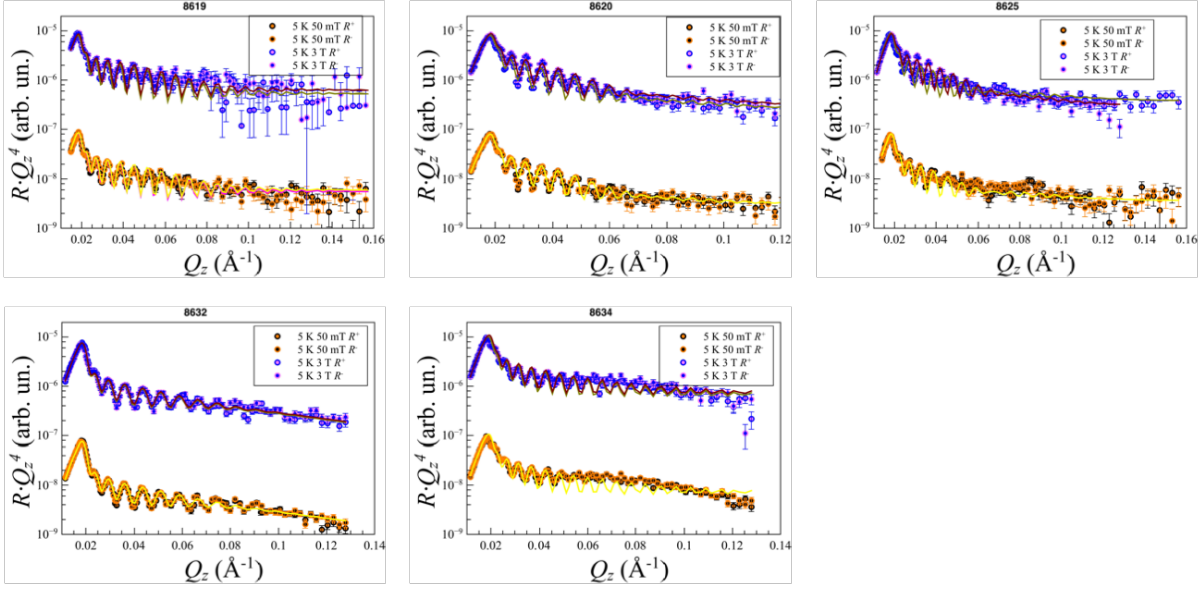 8619
10⁻⁵
10⁻⁶
10⁻⁷
10⁻⁸
10⁻⁹
R·Q_z⁴ (arb. un.)
5 K 50 mT R⁺
5 K 50 mT R⁻
5 K 3 T R⁺
5 K 3 T R⁻
0.02 0.04 0.06 0.08 0.1 0.12 0.14 0.16
Q_z (Å⁻¹)
8620
10⁻⁵
10⁻⁶
10⁻⁷
10⁻⁸
10⁻⁹
R·Q_z⁴ (arb. un.)
5 K 50 mT R⁺
5 K 50 mT R⁻
5 K 3 T R⁺
5 K 3 T R⁻
0.02 0.04 0.06 0.08 0.1 0.12
Q_z (Å⁻¹)
8625
10⁻⁵
10⁻⁶
10⁻⁷
10⁻⁸
10⁻⁹
R·Q_z⁴ (arb. un.)
5 K 50 mT R⁺
5 K 50 mT R⁻
5 K 3 T R⁺
5 K 3 T R⁻
0.02 0.04 0.06 0.08 0.1 0.12 0.14 0.16
Q_z (Å⁻¹)
8632
10⁻⁵
10⁻⁶
10⁻⁷
10⁻⁸
10⁻⁹
R·Q_z⁴ (arb. un.)
5 K 50 mT R⁺
5 K 50 mT R⁻
5 K 3 T R⁺
5 K 3 T R⁻
0.02 0.04 0.06 0.08 0.1 0.12 0.14
Q_z (Å⁻¹)
8634
10⁻⁵
10⁻⁶
10⁻⁷
10⁻⁸
10⁻⁹
R·Q_z⁴ (arb. un.)
5 K 50 mT R⁺
5 K 50 mT R⁻
5 K 3 T R⁺
5 K 3 T R⁻
0.02 0.04 0.06 0.08 0.1 0.12 0.14
Q_z (Å⁻¹)